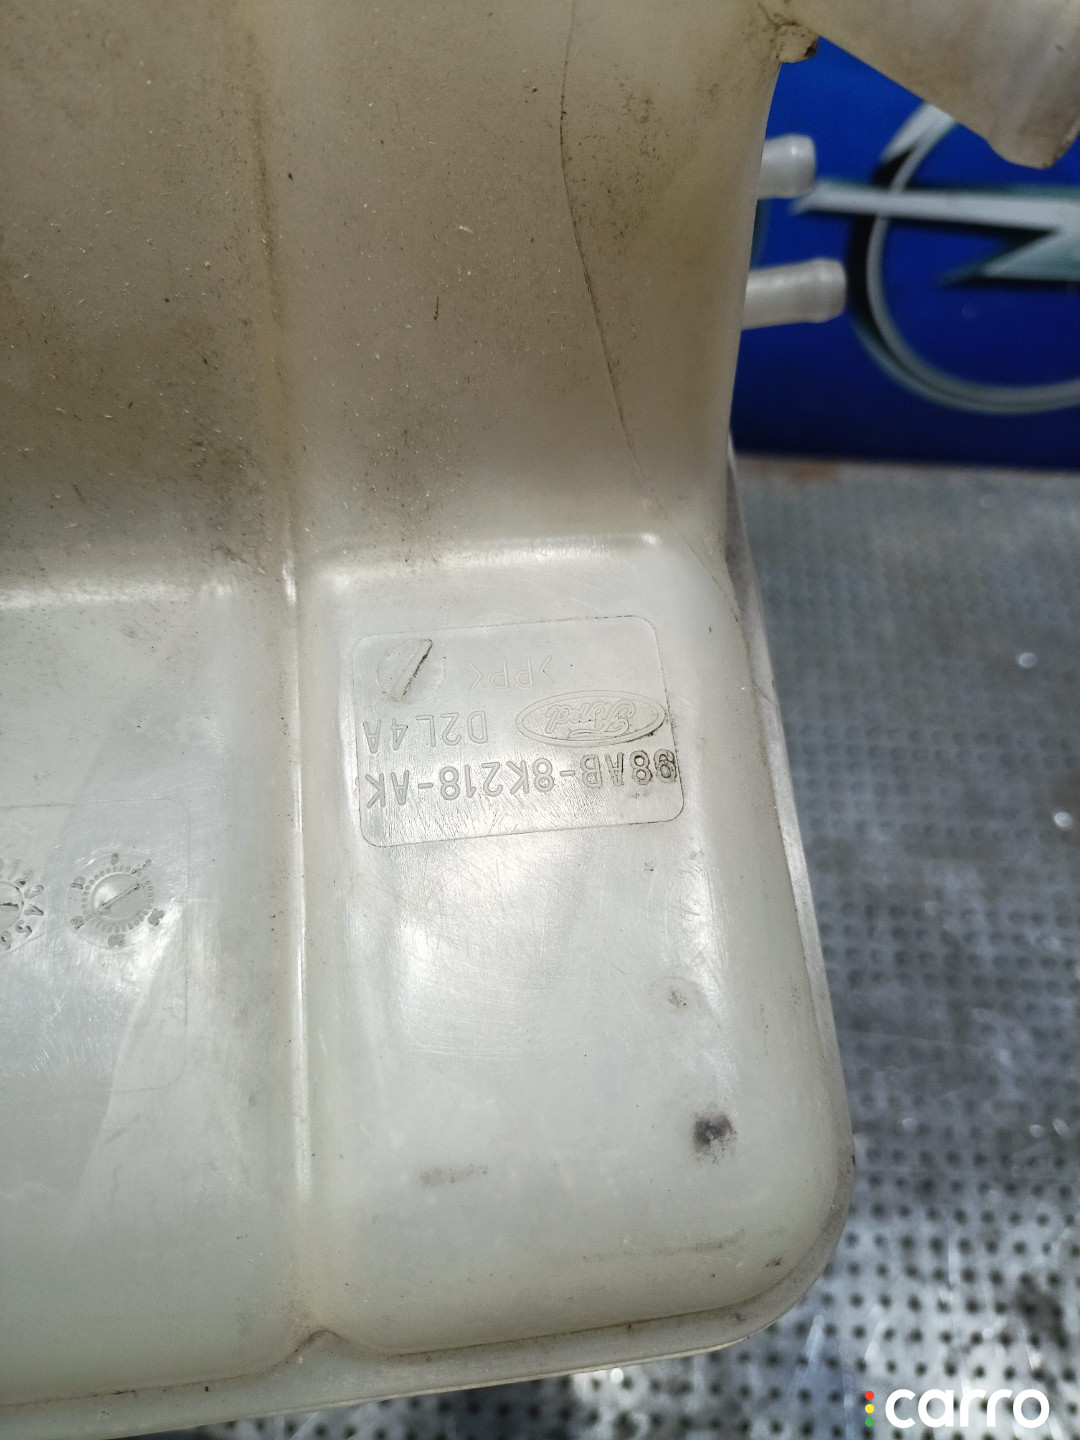 98AB-8K218-AK
Ford D2L4A
>PP<
carro